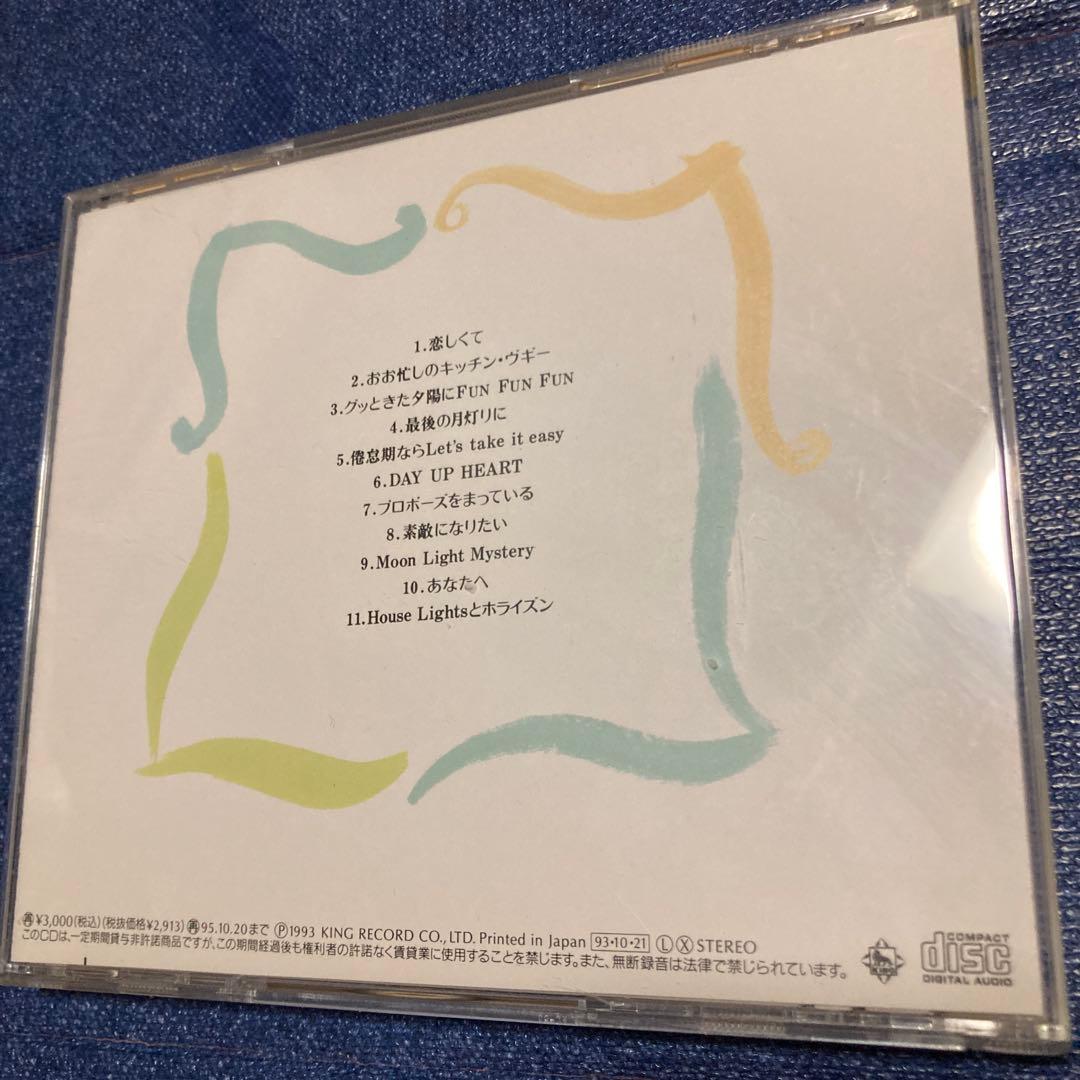 1.恋しくて
2.おお忙しのキッチン・ヴギー
3.グッときた夕陽にFUN FUN FUN
4.最後の月灯りに
5.倦怠期ならLet's take it easy
6.DAY UP HEART
7.プロポーズをまっている
8.素敵になりたい
9.Moon Light Mystery
10.あなたへ
11.House Lightsとホライズン
再¥3,000(税込)(税抜価格¥2,913)再95.10.20まで Ⓟ1993 KING RECORD CO., LTD. Printed in Japan 93・10・21 Ⓛ Ⓧ STEREO
このCDは、一定期間貸与非許諾商品ですが、この期間経過後も権利者の許諾なく賃貸業に使用することを禁じます。また、無断録音は法律で禁じられています。
COMPACT
disc
DIGITAL AUDIO